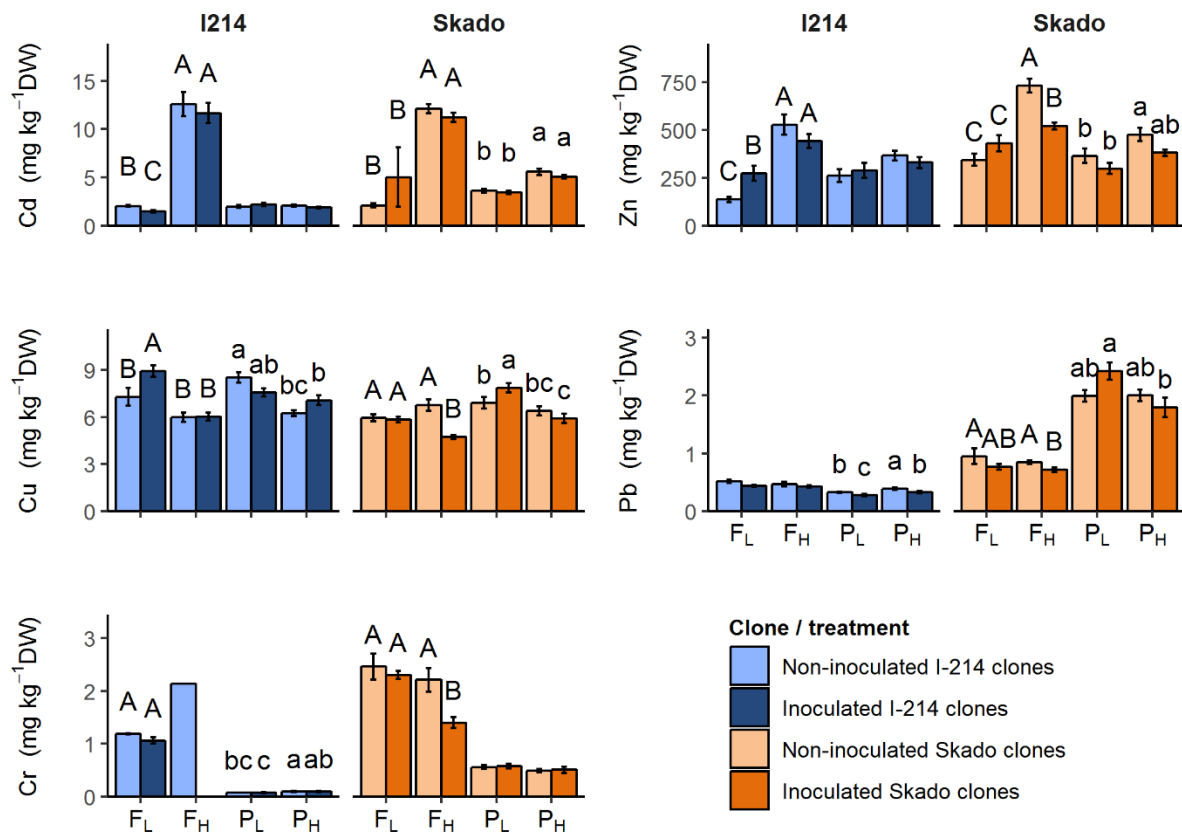 I214 Skado
Cd (mg kg⁻¹DW)
15
10
5
0
B C A A
B B A A b b a a
I214 Skado
Zn (mg kg⁻¹DW)
750
500
250
0
C B A A
C C A B b b a ab
Cu (mg kg⁻¹DW)
9
6
3
0
B A B B a ab bc b
A A A B b a bc c
Pb (mg kg⁻¹DW)
3
2
1
0
b c a b
A AB A B ab a ab b
F_L F_H P_L P_H F_L F_H P_L P_H
Cr (mg kg⁻¹DW)
3
2
1
0
A A bc c a ab
A A A B
F_L F_H P_L P_H F_L F_H P_L P_H
Clone / treatment
Non-inoculated I-214 clones
Inoculated I-214 clones
Non-inoculated Skado clones
Inoculated Skado clones